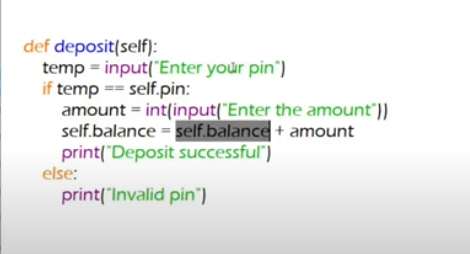 def deposit(self):
temp = input("Enter your pin")
if temp == self.pin:
amount = int(input("Enter the amount"))
self.balance = self.balance + amount
print("Deposit successful")
else:
print("Invalid pin")